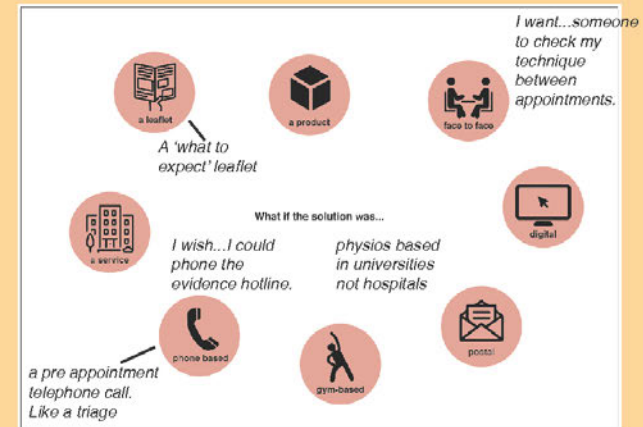 I want...someone
to check my
technique
between
appointments.
a leaflet
a product
face to face
A 'what to
expect' leaflet
digital
What if the solution was...
a service
I wish...I could
phone the
evidence hotline.
physios based
in universities
not hospitals
postal
phone based
gym-based
a pre appointment
telephone call.
Like a triage